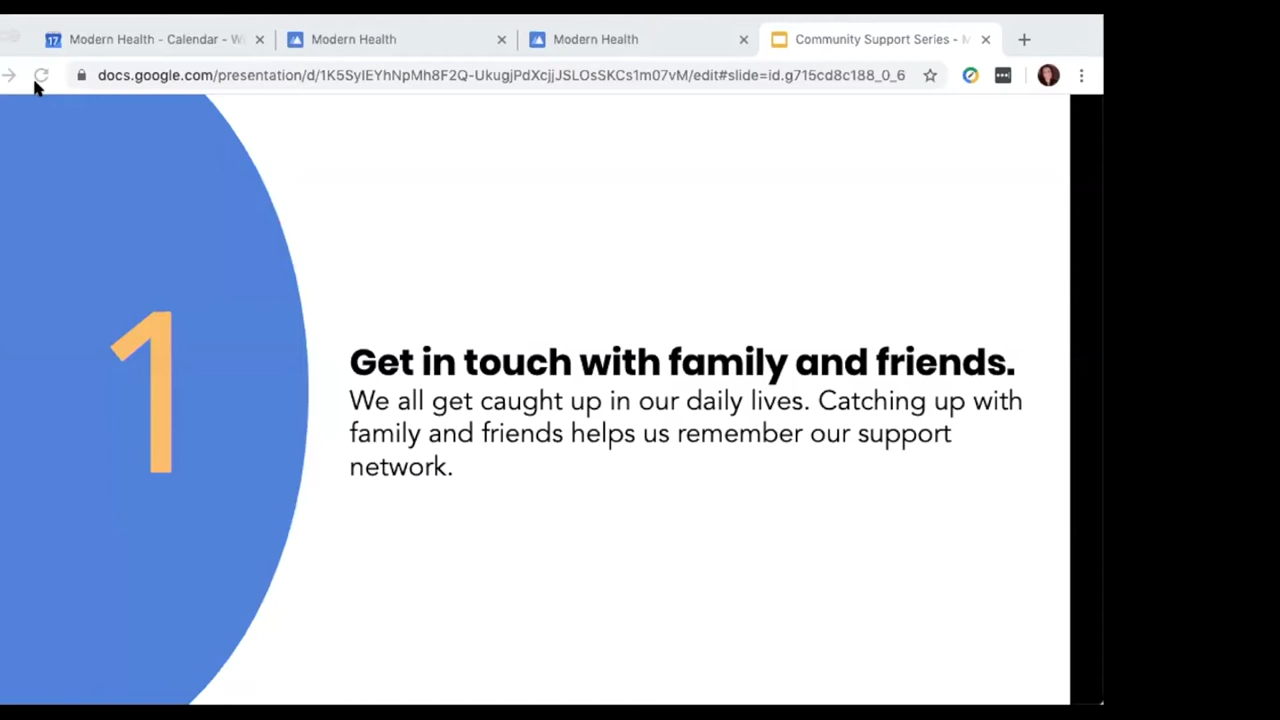 17 Modern Health - Calendar - W
Modern Health
Modern Health
Community Support Series - M
docs.google.com/presentation/d/1K5SyIEYhNpMh8F2Q-UkugjPdXcjjJSLOsSKCs1m07vM/edit#slide=id.g715cd8c188_0_6
1
Get in touch with family and friends.
We all get caught up in our daily lives. Catching up with
family and friends helps us remember our support
network.